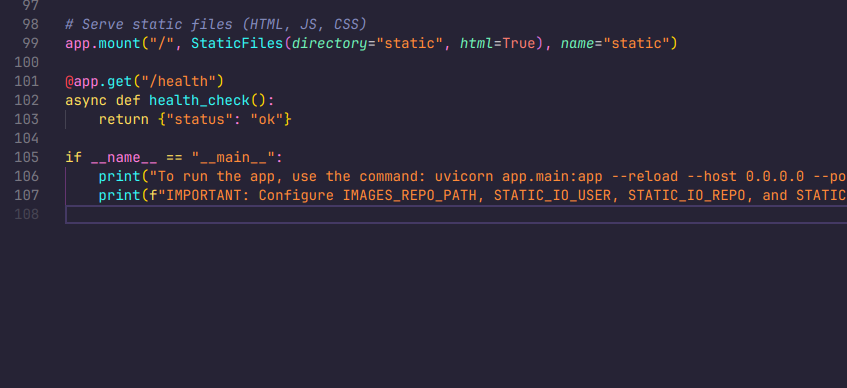 97
98 # Serve static files (HTML, JS, CSS)
99 app.mount("/", StaticFiles(directory="static", html=True), name="static")
100
101 @app.get("/health")
102 async def health_check():
103     return {"status": "ok"}
104
105 if __name__ == "__main__":
106     print("To run the app, use the command: uvicorn app.main:app --reload --host 0.0.0.0 --po
107     print(f"IMPORTANT: Configure IMAGES_REPO_PATH, STATIC_IO_USER, STATIC_IO_REPO, and STATIC
108